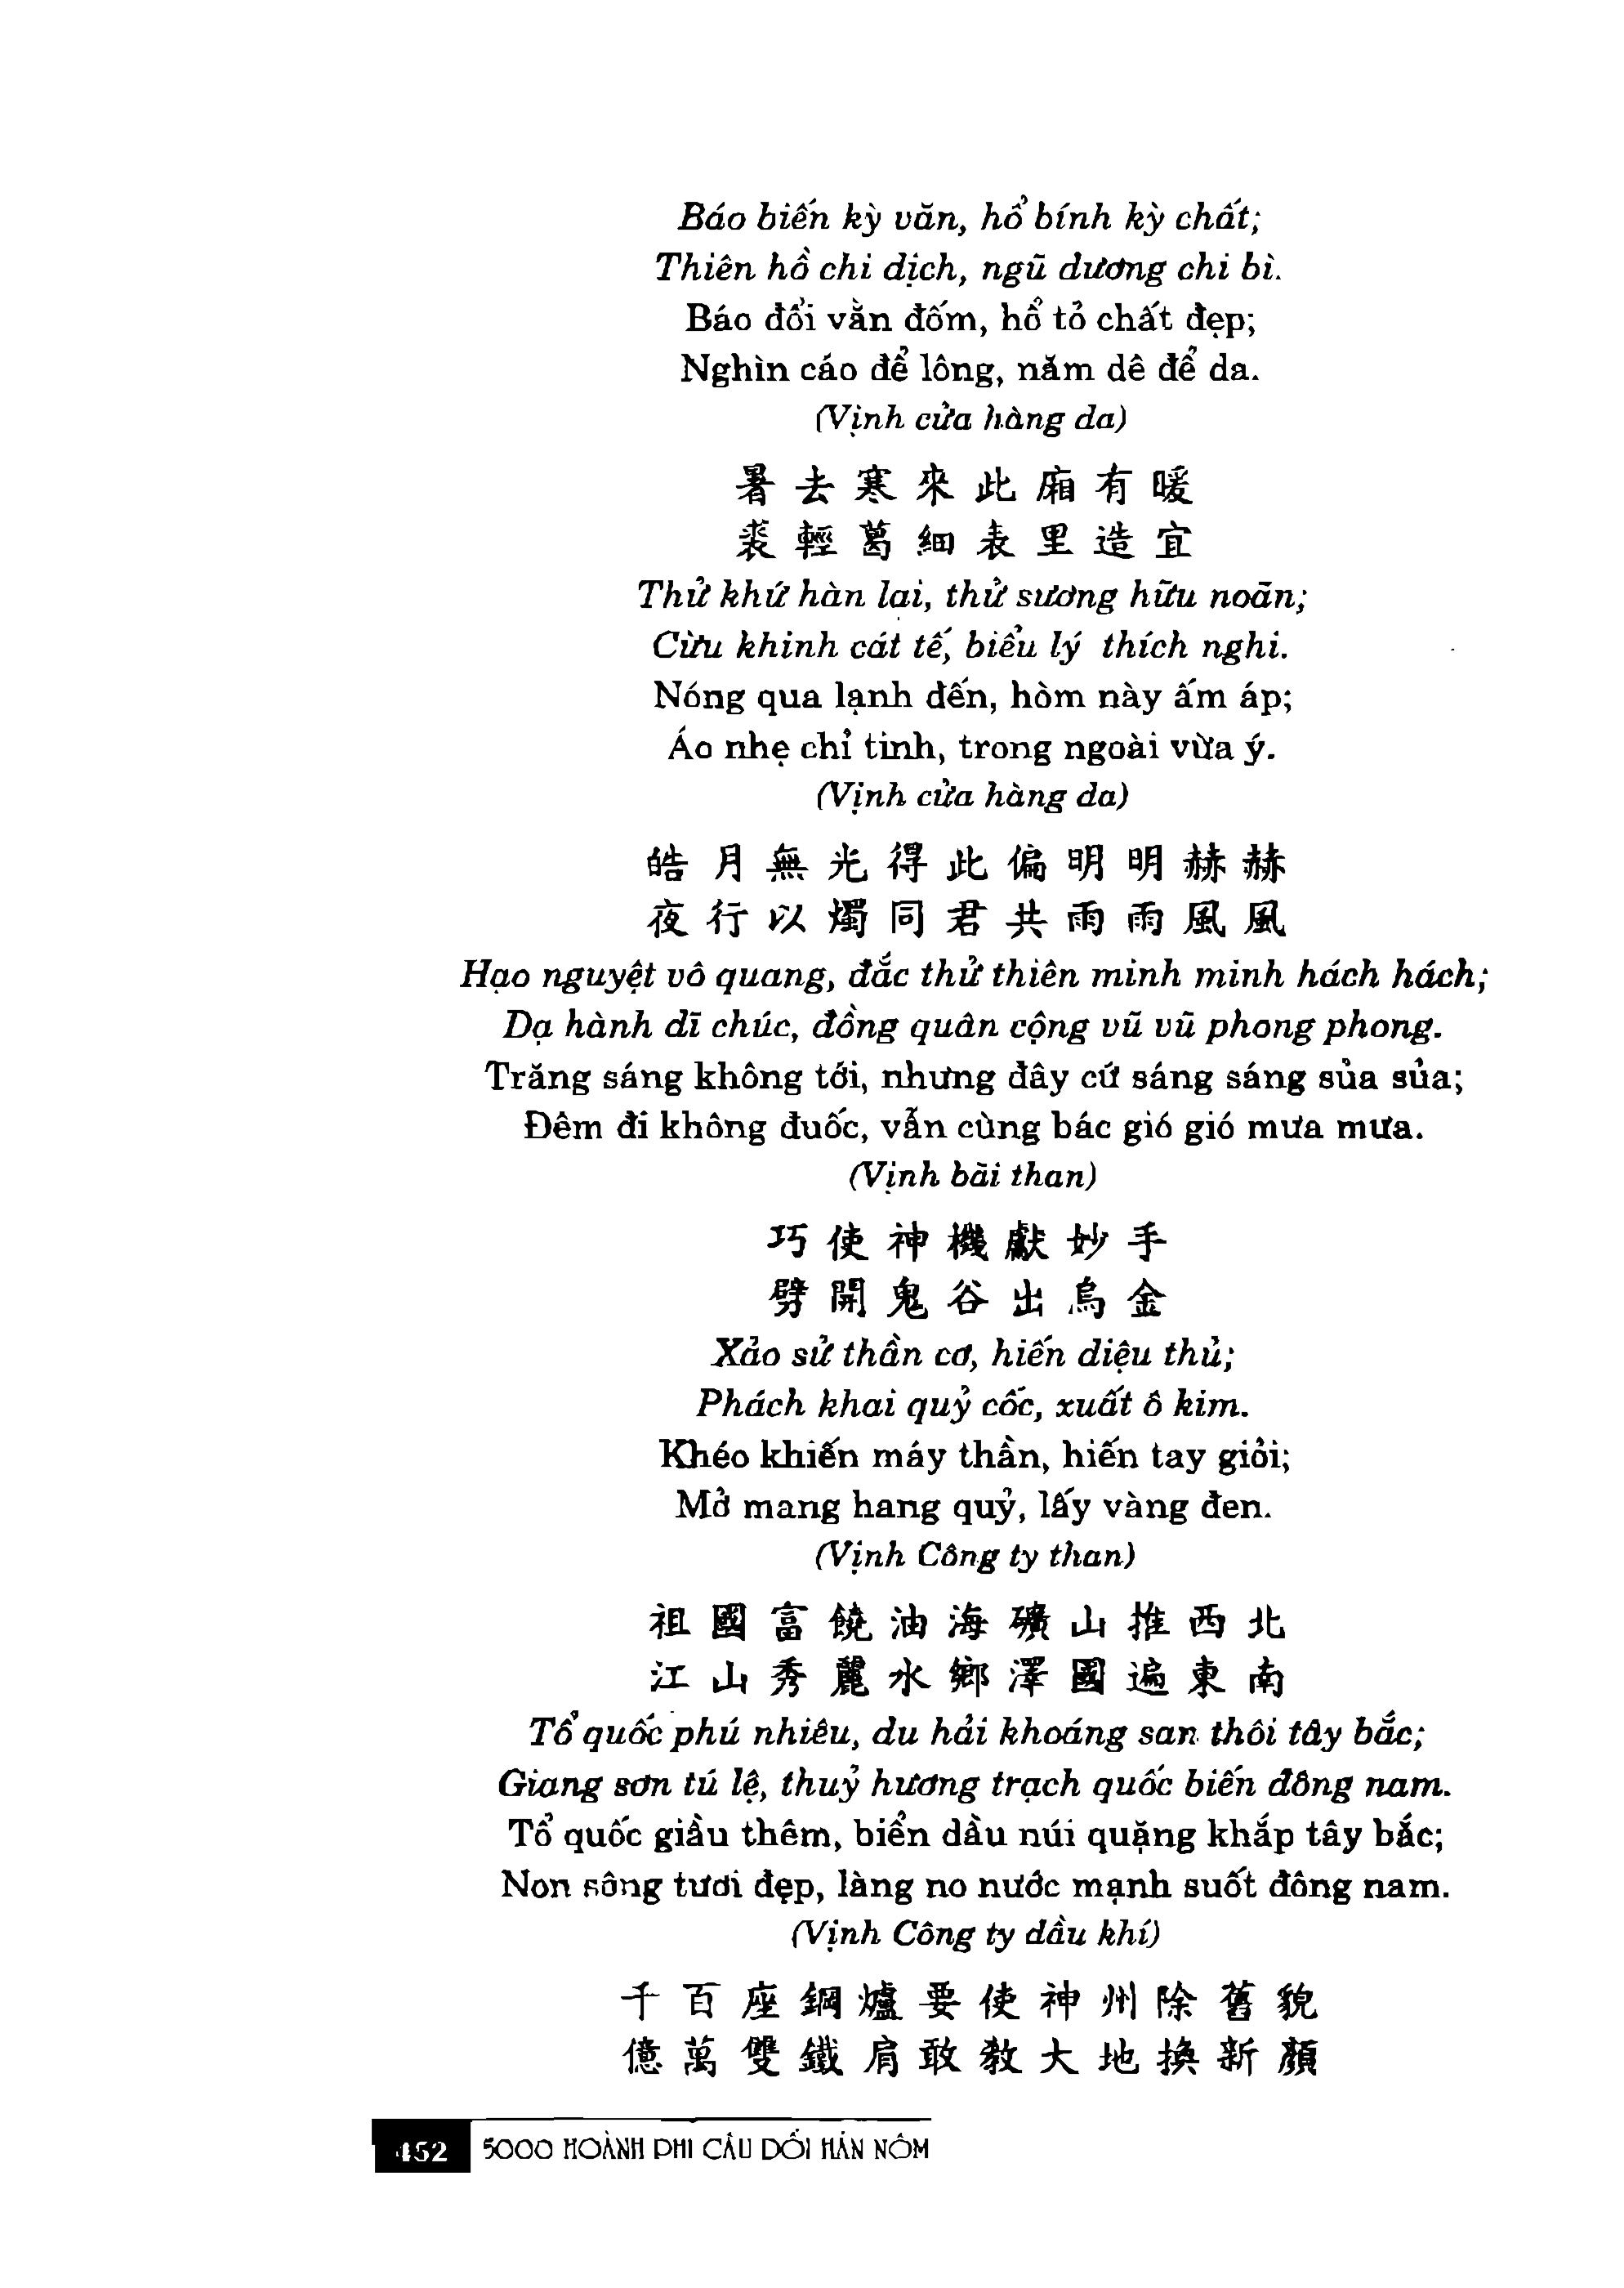 Báo biến kỳ văn, hổ bính kỳ chất;
Thiên hồ chi dịch, ngũ dương chi bì.
Báo đổi vằn đốm, hổ tỏ chất đẹp;
Nghìn cáo để lông, năm dê để da.
(Vịnh cửa hàng da)
暑去寒來此廂有暖
裘輕葛細表里造宜
Thử khứ hàn lai, thử sương hữu noãn;
Cừu khinh cát tế, biểu lý thích nghi.
Nóng qua lạnh đến, hòm này ấm áp;
Áo nhẹ chỉ tinh, trong ngoài vừa ý.
(Vịnh cửa hàng da)
皓月無光得此偏明明赫赫
夜行以燭同君共雨雨風風
Hạo nguyệt vô quang, đắc thử thiên minh minh hách hách;
Dạ hành dĩ chúc, đồng quân cộng vũ vũ phong phong.
Trăng sáng không tới, nhưng đây cứ sáng sáng sủa sủa;
Đêm đi không đuốc, vẫn cùng bác gió gió mưa mưa.
(Vịnh bãi than)
巧使神機獻妙手
劈開鬼谷出烏金
Xảo sử thần cơ, hiến diệu thủ;
Phách khai quỷ cốc, xuất ô kim.
Khéo khiến máy thần, hiến tay giỏi;
Mở mang hang quỷ, lấy vàng đen.
(Vịnh Công ty than)
祖國富饒油海礦山推西北
江山秀麗水鄉澤國遍東南
Tổ quốc phú nhiêu, du hải khoáng san thôi tây bắc;
Giang sơn tú lệ, thuỷ hương trạch quốc biến đông nam.
Tổ quốc giầu thêm, biển dầu núi quặng khắp tây bắc;
Non sông tươi đẹp, làng no nước mạnh suốt đông nam.
(Vịnh Công ty dầu khí)
千百座鋼爐要使神州除舊貌
億萬雙鐵肩敢教大地換新顏
452 5000 HOÀNH PHI CÂU DỐI HÁN NÔM